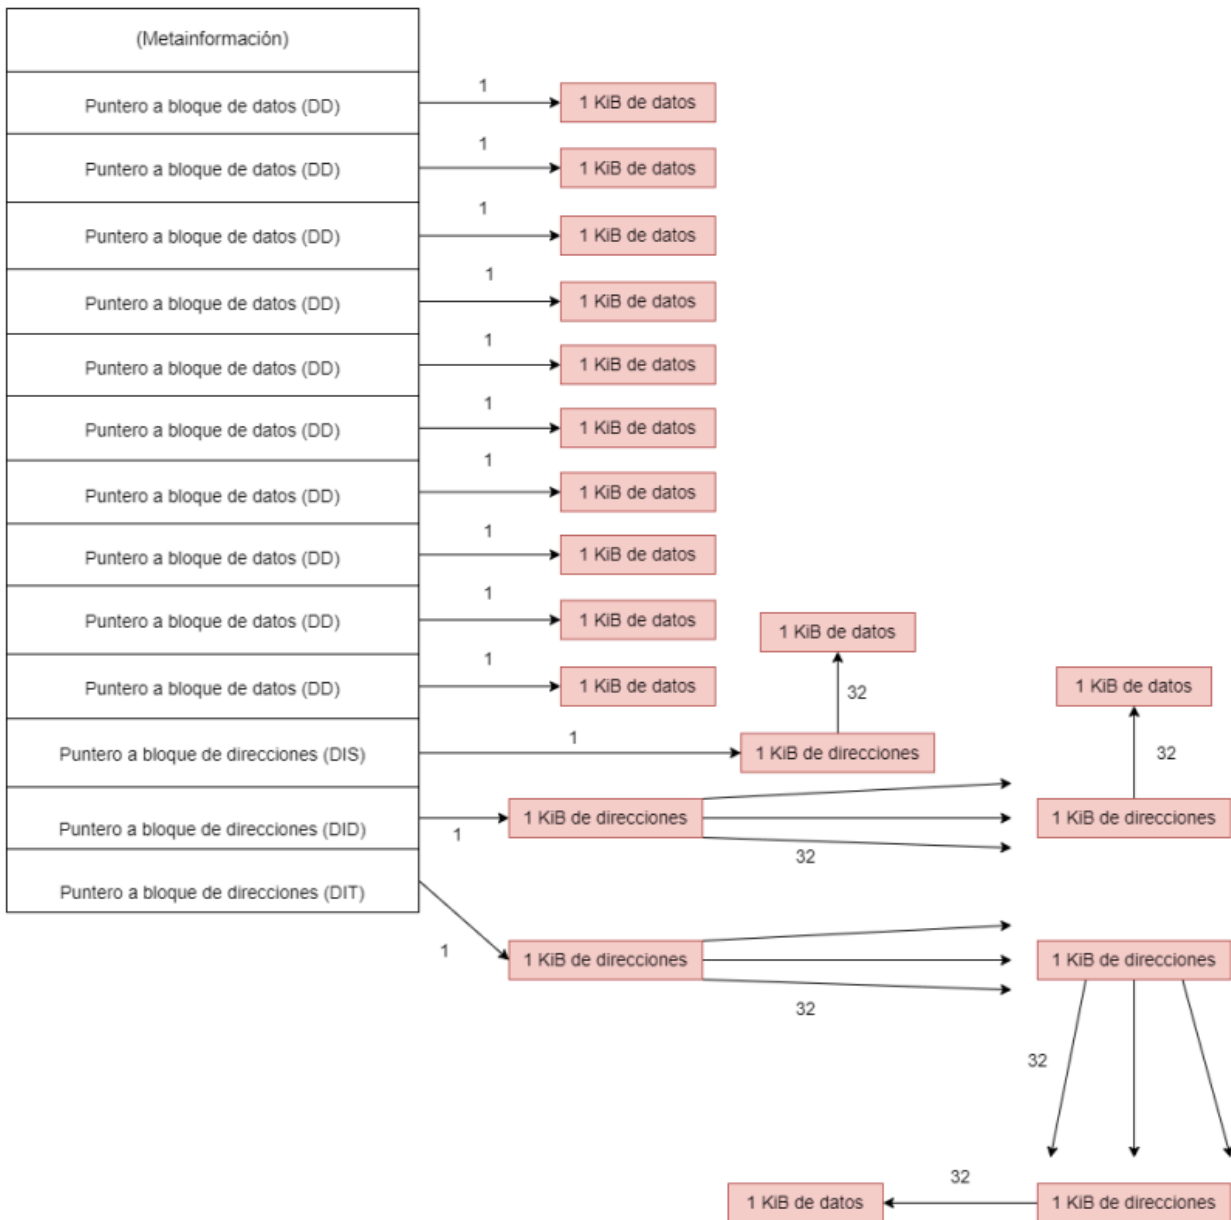 (Metainformación)
Puntero a bloque de datos (DD)
1
1 KiB de datos
Puntero a bloque de datos (DD)
1
1 KiB de datos
Puntero a bloque de datos (DD)
1
1 KiB de datos
Puntero a bloque de datos (DD)
1
1 KiB de datos
Puntero a bloque de datos (DD)
1
1 KiB de datos
Puntero a bloque de datos (DD)
1
1 KiB de datos
Puntero a bloque de datos (DD)
1
1 KiB de datos
Puntero a bloque de datos (DD)
1
1 KiB de datos
Puntero a bloque de datos (DD)
1
1 KiB de datos
Puntero a bloque de datos (DD)
1
1 KiB de datos
Puntero a bloque de direcciones (DIS)
1
1 KiB de direcciones
32
1 KiB de datos
Puntero a bloque de direcciones (DID)
1
1 KiB de direcciones
32
1 KiB de direcciones
32
1 KiB de datos
Puntero a bloque de direcciones (DIT)
1
1 KiB de direcciones
32
1 KiB de direcciones
32
1 KiB de direcciones
32
1 KiB de datos